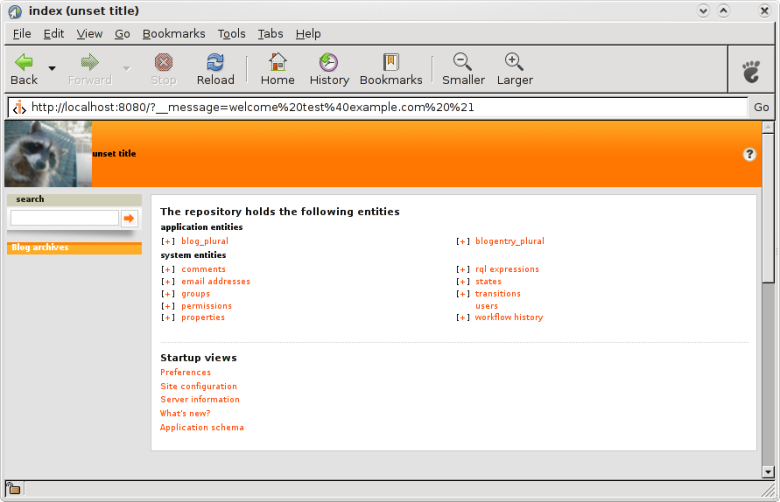 index (unset title)
File Edit View Go Bookmarks Tools Tabs Help
Back Forward Stop Reload Home History Bookmarks Smaller Larger
http://localhost:8080/?__message=welcome%20test%40example.com%20%21 Go
unset title ?
search
Blog archives
The repository holds the following entities
application entities
[+] blog_plural [+] blogentry_plural
system entities
[+] comments [+] rql expressions
[+] email addresses [+] states
[+] groups [+] transitions
[+] permissions users
[+] properties [+] workflow history
Startup views
Preferences
Site configuration
Server information
What's new?
Application schema